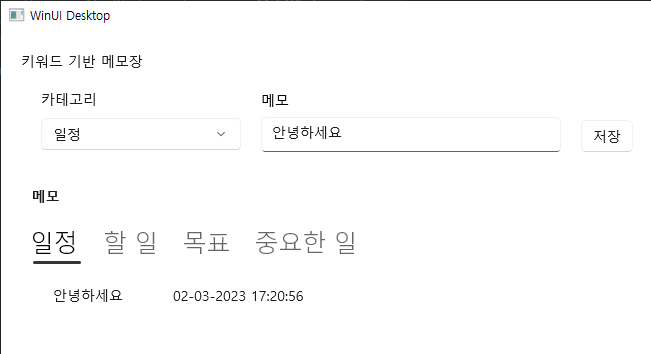 WinUI Desktop
키워드 기반 메모장
카테고리 메모
일정 안녕하세요 저장
메모
일정 할 일 목표 중요한 일
안녕하세요 02-03-2023 17:20:56